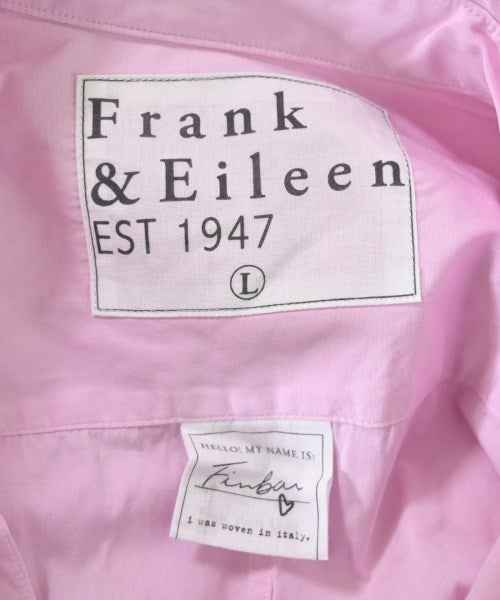 Frank
& Eileen
EST 1947
L
HELLO! MY NAME IS:
Finbar
i was woven in italy.